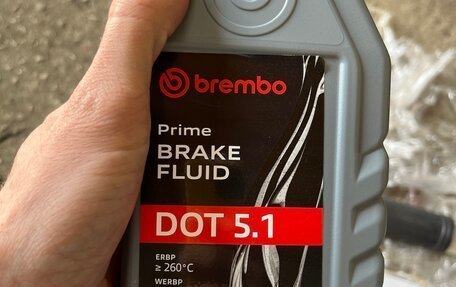 brembo
Prime
BRAKE
FLUID
DOT 5.1
ERBP
≥ 260°C
WERBP